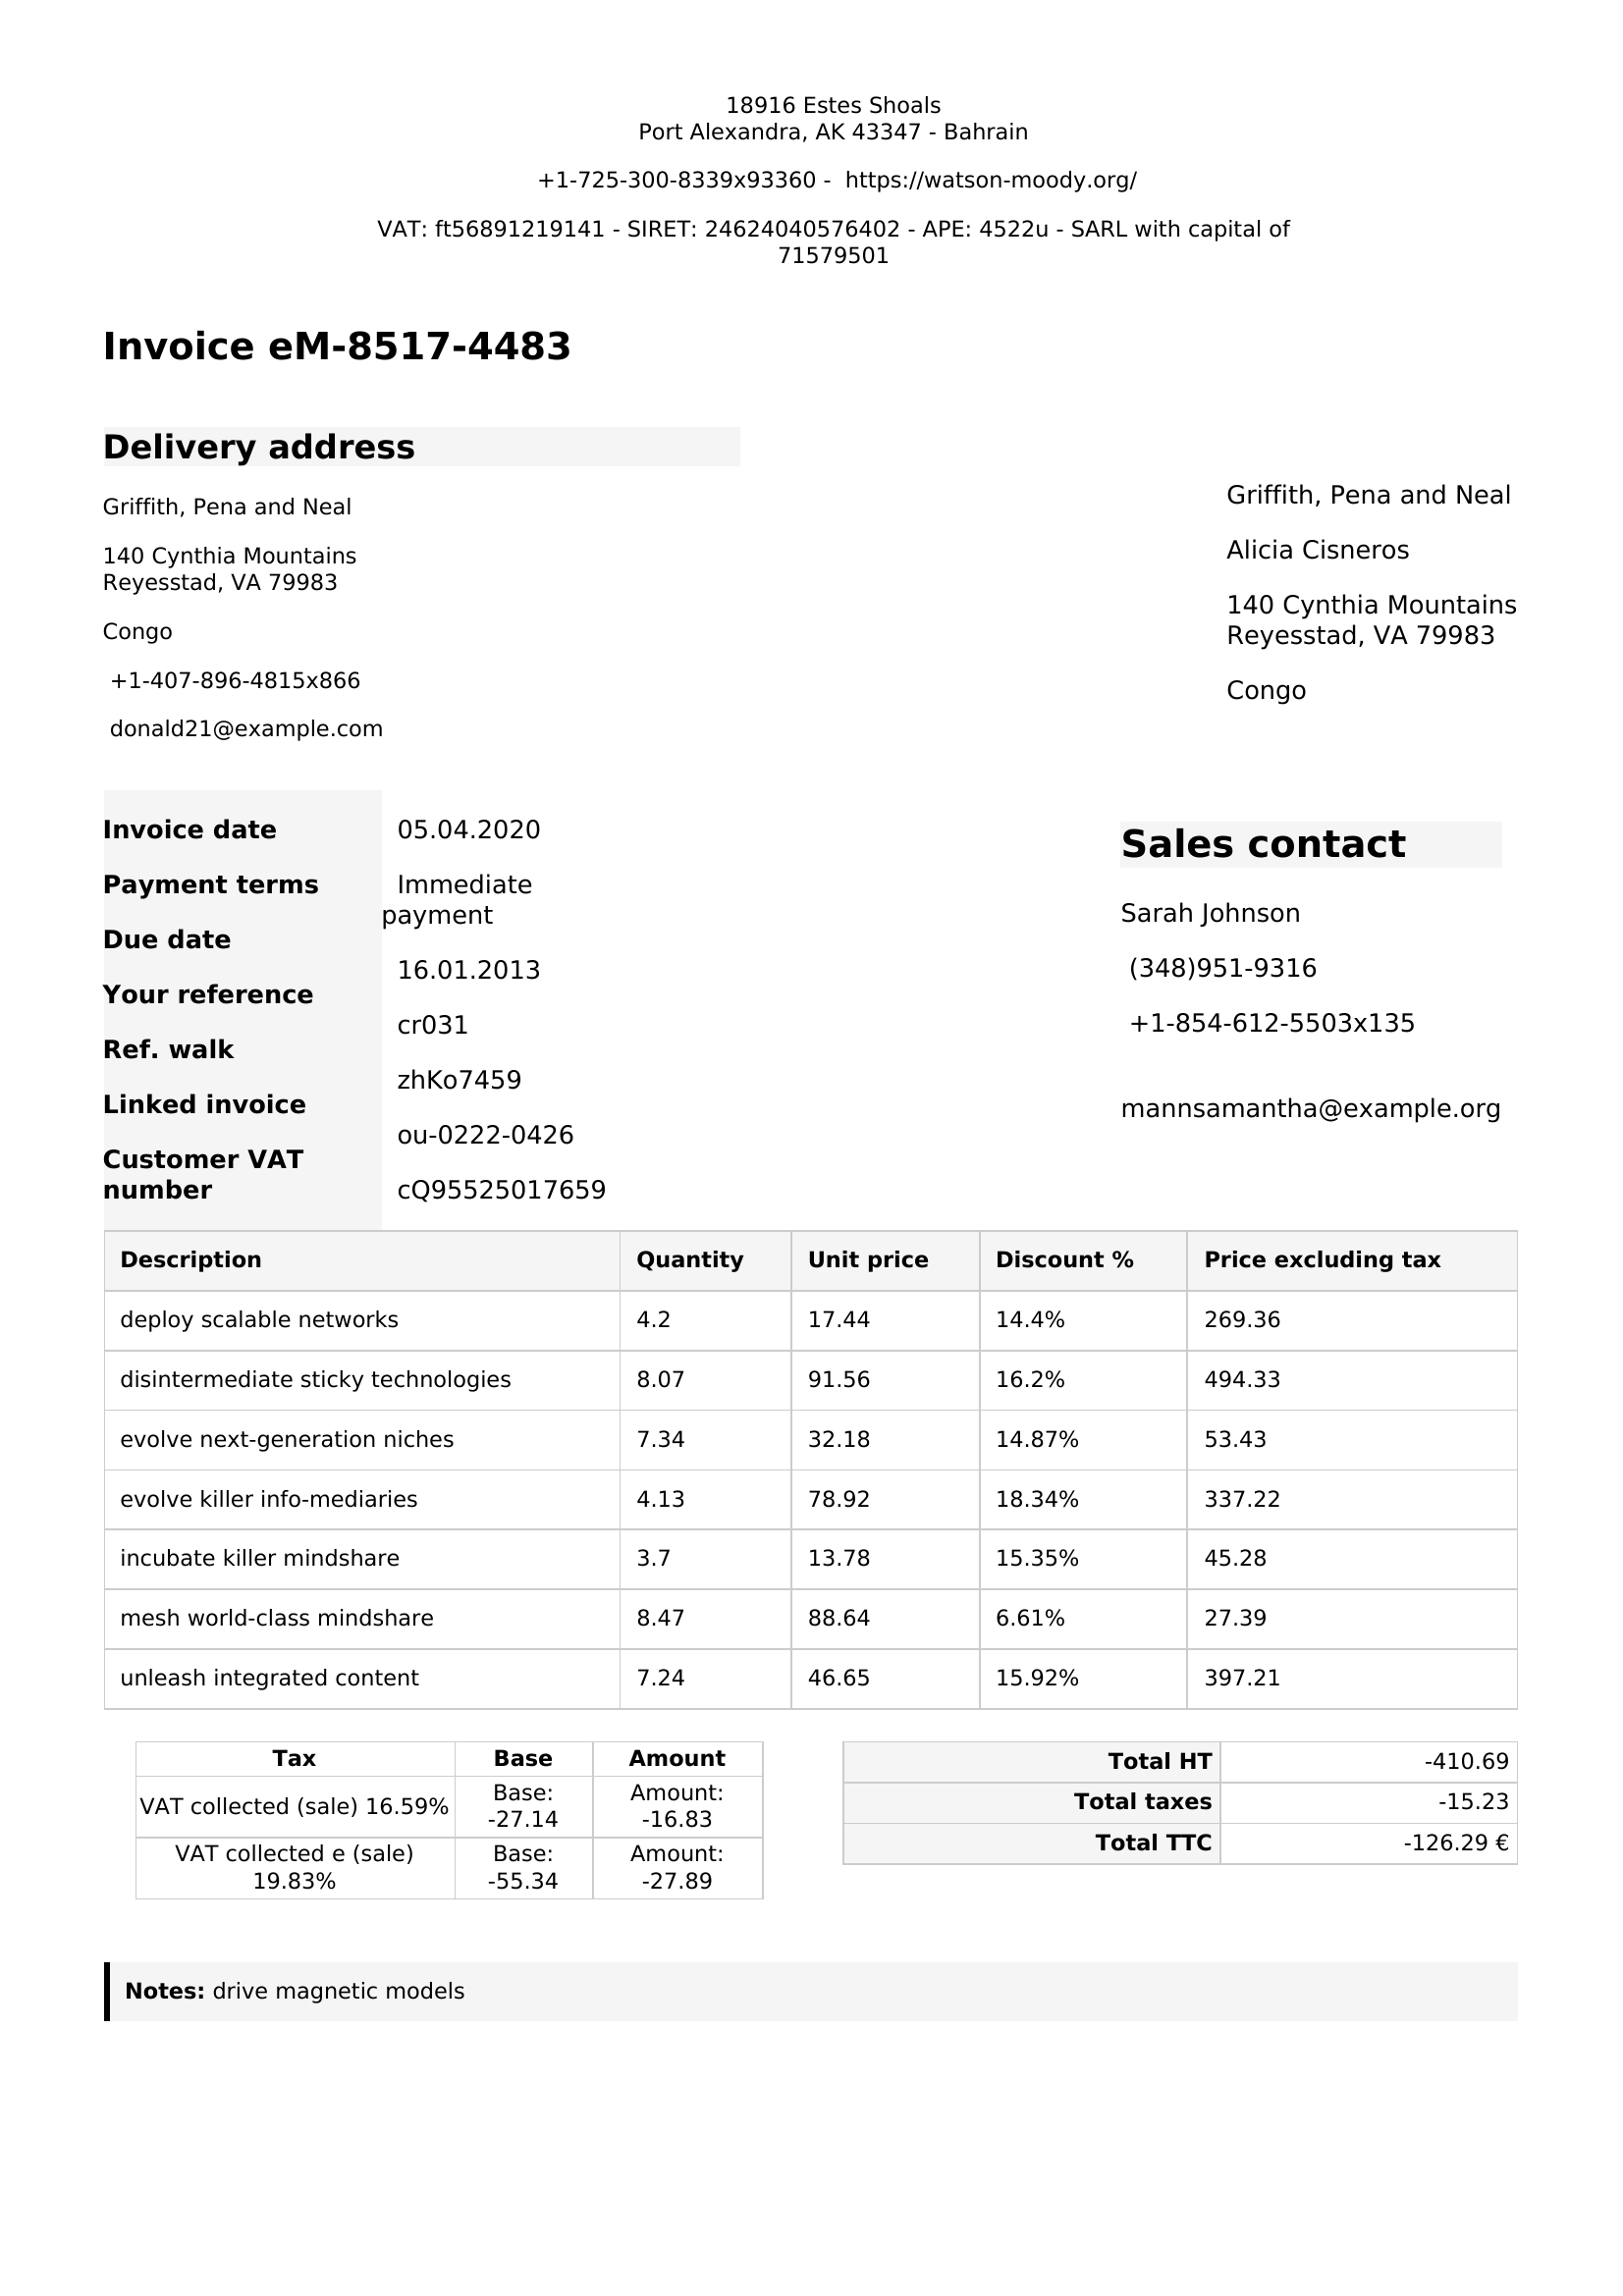 18916 Estes Shoals
Port Alexandra, AK 43347 - Bahrain
+1-725-300-8339x93360 - https://watson-moody.org/
VAT: ft56891219141 - SIRET: 24624040576402 - APE: 4522u - SARL with capital of
71579501
Invoice eM-8517-4483
Delivery address
Griffith, Pena and Neal
140 Cynthia Mountains
Reyesstad, VA 79983
Congo
+1-407-896-4815x866
donald21@example.com
Griffith, Pena and Neal
Alicia Cisneros
140 Cynthia Mountains
Reyesstad, VA 79983
Congo
Invoice date
Payment terms
Due date
Your reference
Ref. walk
Linked invoice
Customer VAT
number
05.04.2020
Immediate
payment
16.01.2013
cr031
zhKo7459
ou-0222-0426
cQ95525017659
Sales contact
Sarah Johnson
(348)951-9316
+1-854-612-5503x135
mannsamantha@example.org
Description Quantity Unit price Discount % Price excluding tax
deploy scalable networks 4.2 17.44 14.4% 269.36
disintermediate sticky technologies 8.07 91.56 16.2% 494.33
evolve next-generation niches 7.34 32.18 14.87% 53.43
evolve killer info-mediaries 4.13 78.92 18.34% 337.22
incubate killer mindshare 3.7 13.78 15.35% 45.28
mesh world-class mindshare 8.47 88.64 6.61% 27.39
unleash integrated content 7.24 46.65 15.92% 397.21
Tax Base Amount
VAT collected (sale) 16.59% Base: -27.14 Amount: -16.83
VAT collected e (sale) 19.83% Base: -55.34 Amount: -27.89
Total HT -410.69
Total taxes -15.23
Total TTC -126.29 €
Notes: drive magnetic models